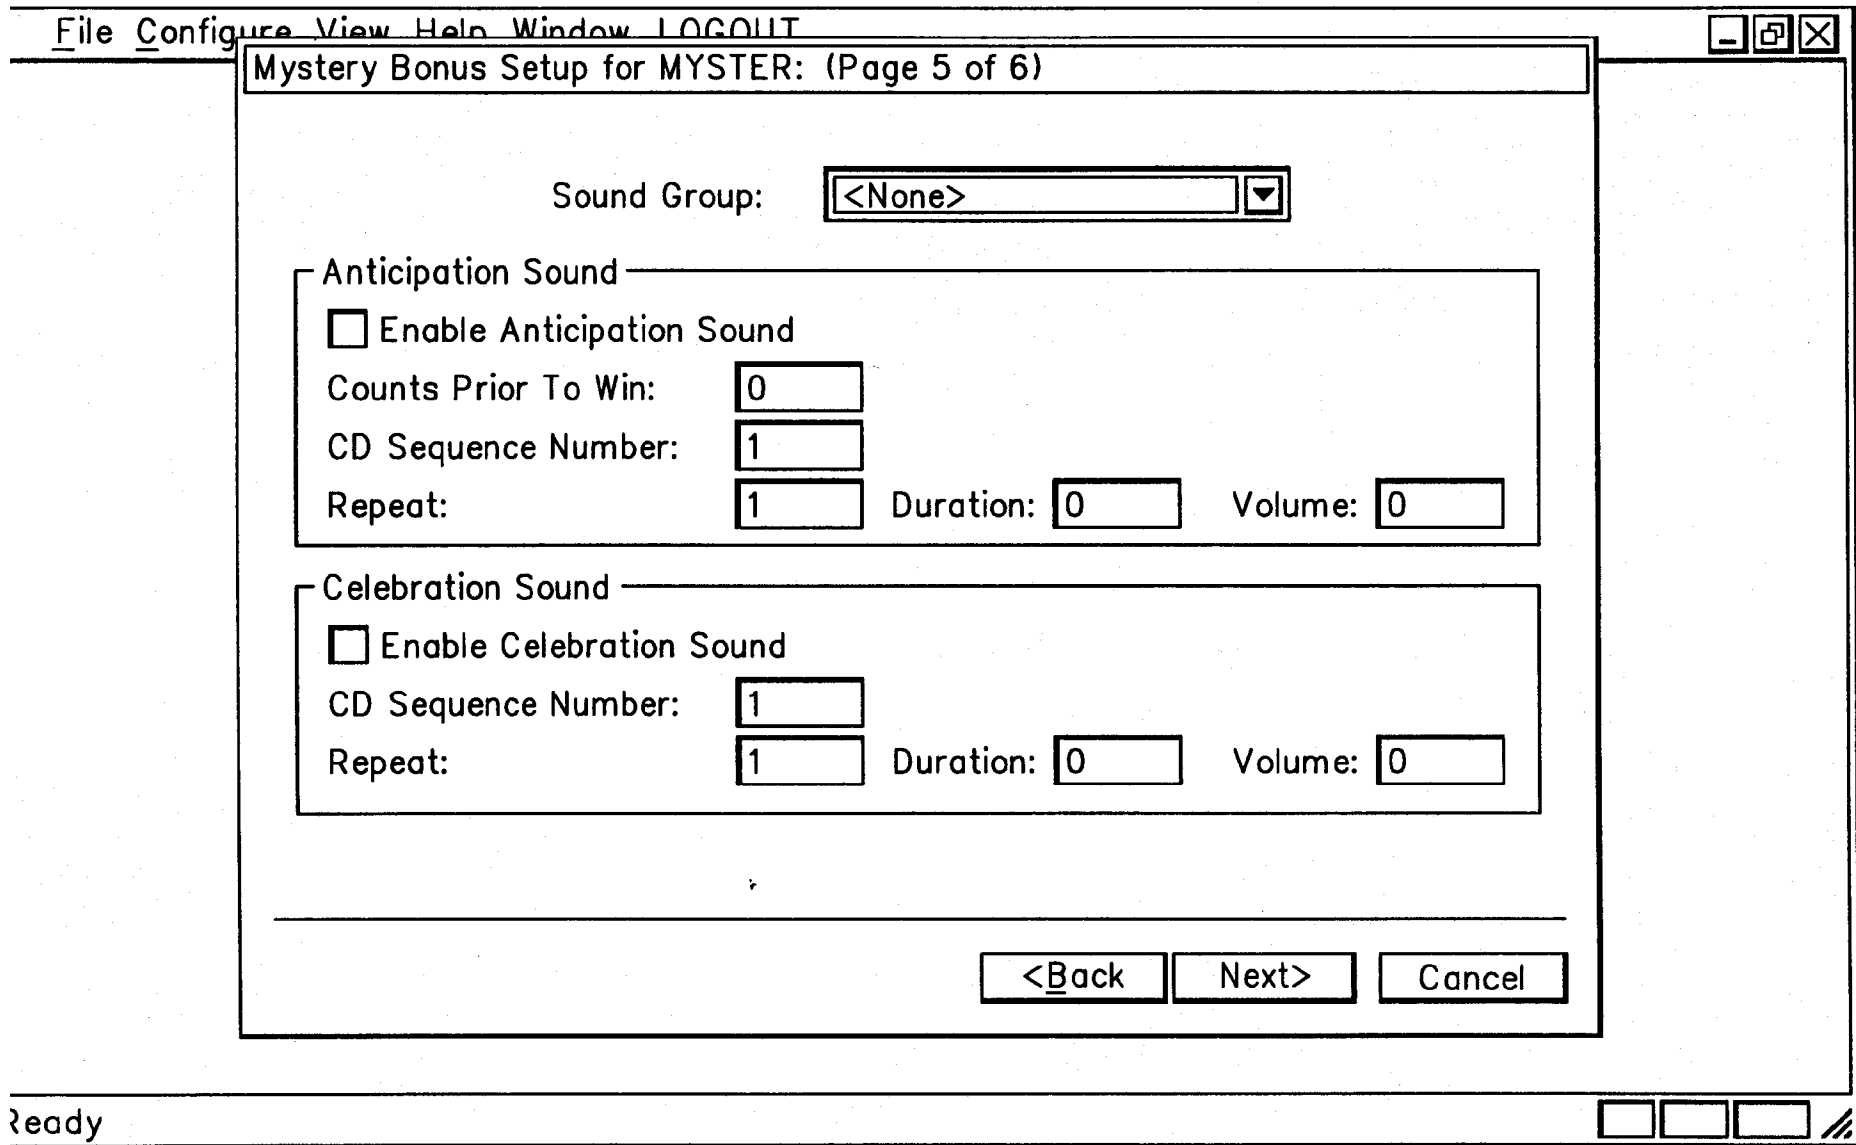 File Configure View Help Window LOGOUT
Mystery Bonus Setup for MYSTER: (Page 5 of 6)
Sound Group: <None>
Anticipation Sound
Enable Anticipation Sound
Counts Prior To Win: 0
CD Sequence Number: 1
Repeat: 1 Duration: 0 Volume: 0
Celebration Sound
Enable Celebration Sound
CD Sequence Number: 1
Repeat: 1 Duration: 0 Volume: 0
<Back Next> Cancel
Ready